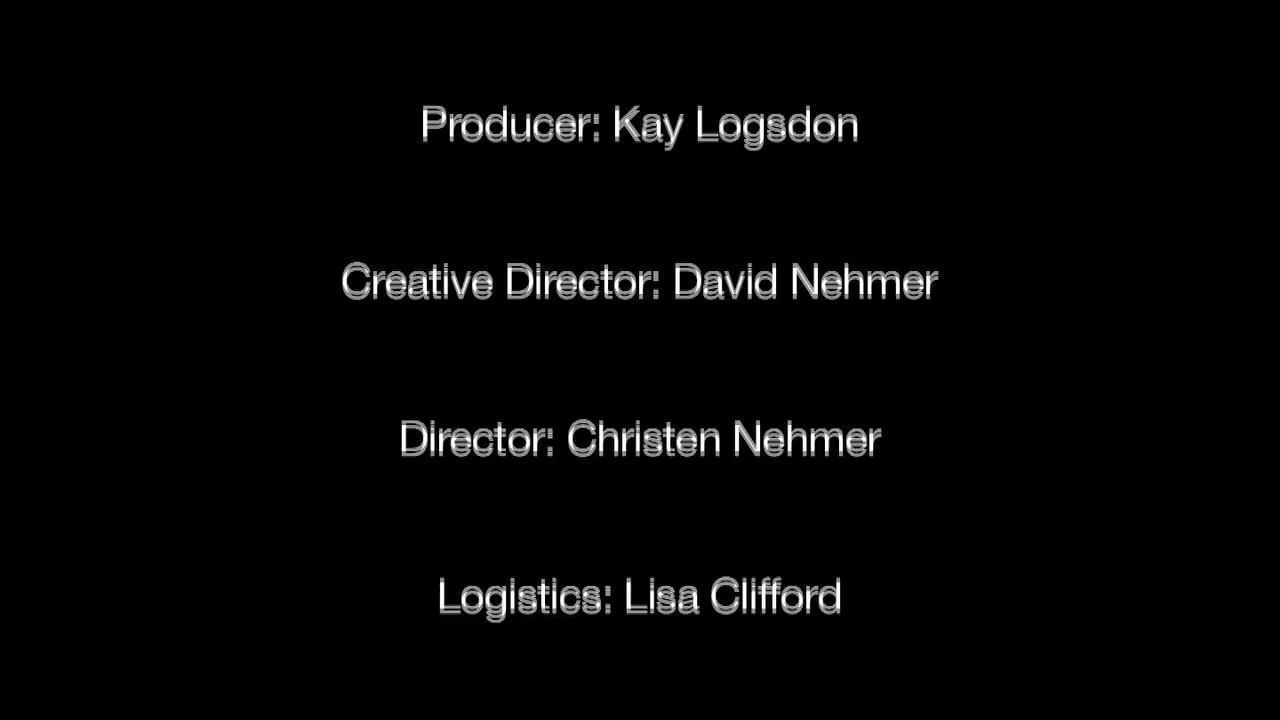 Producer: Kay Logsdon
Creative Director: David Nehmer
Director: Christen Nehmer
Logistics: Lisa Clifford